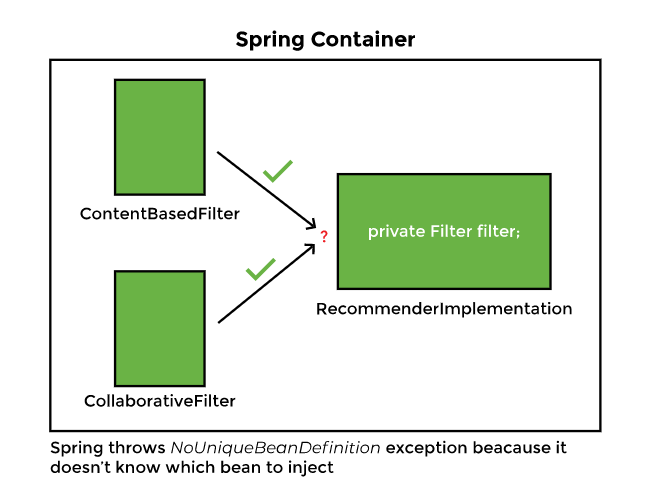 Spring Container
ContentBasedFilter
?
private Filter filter;
RecommenderImplementation
CollaborativeFilter
Spring throws NoUniqueBeanDefinition exception beacause it
doesn't know which bean to inject